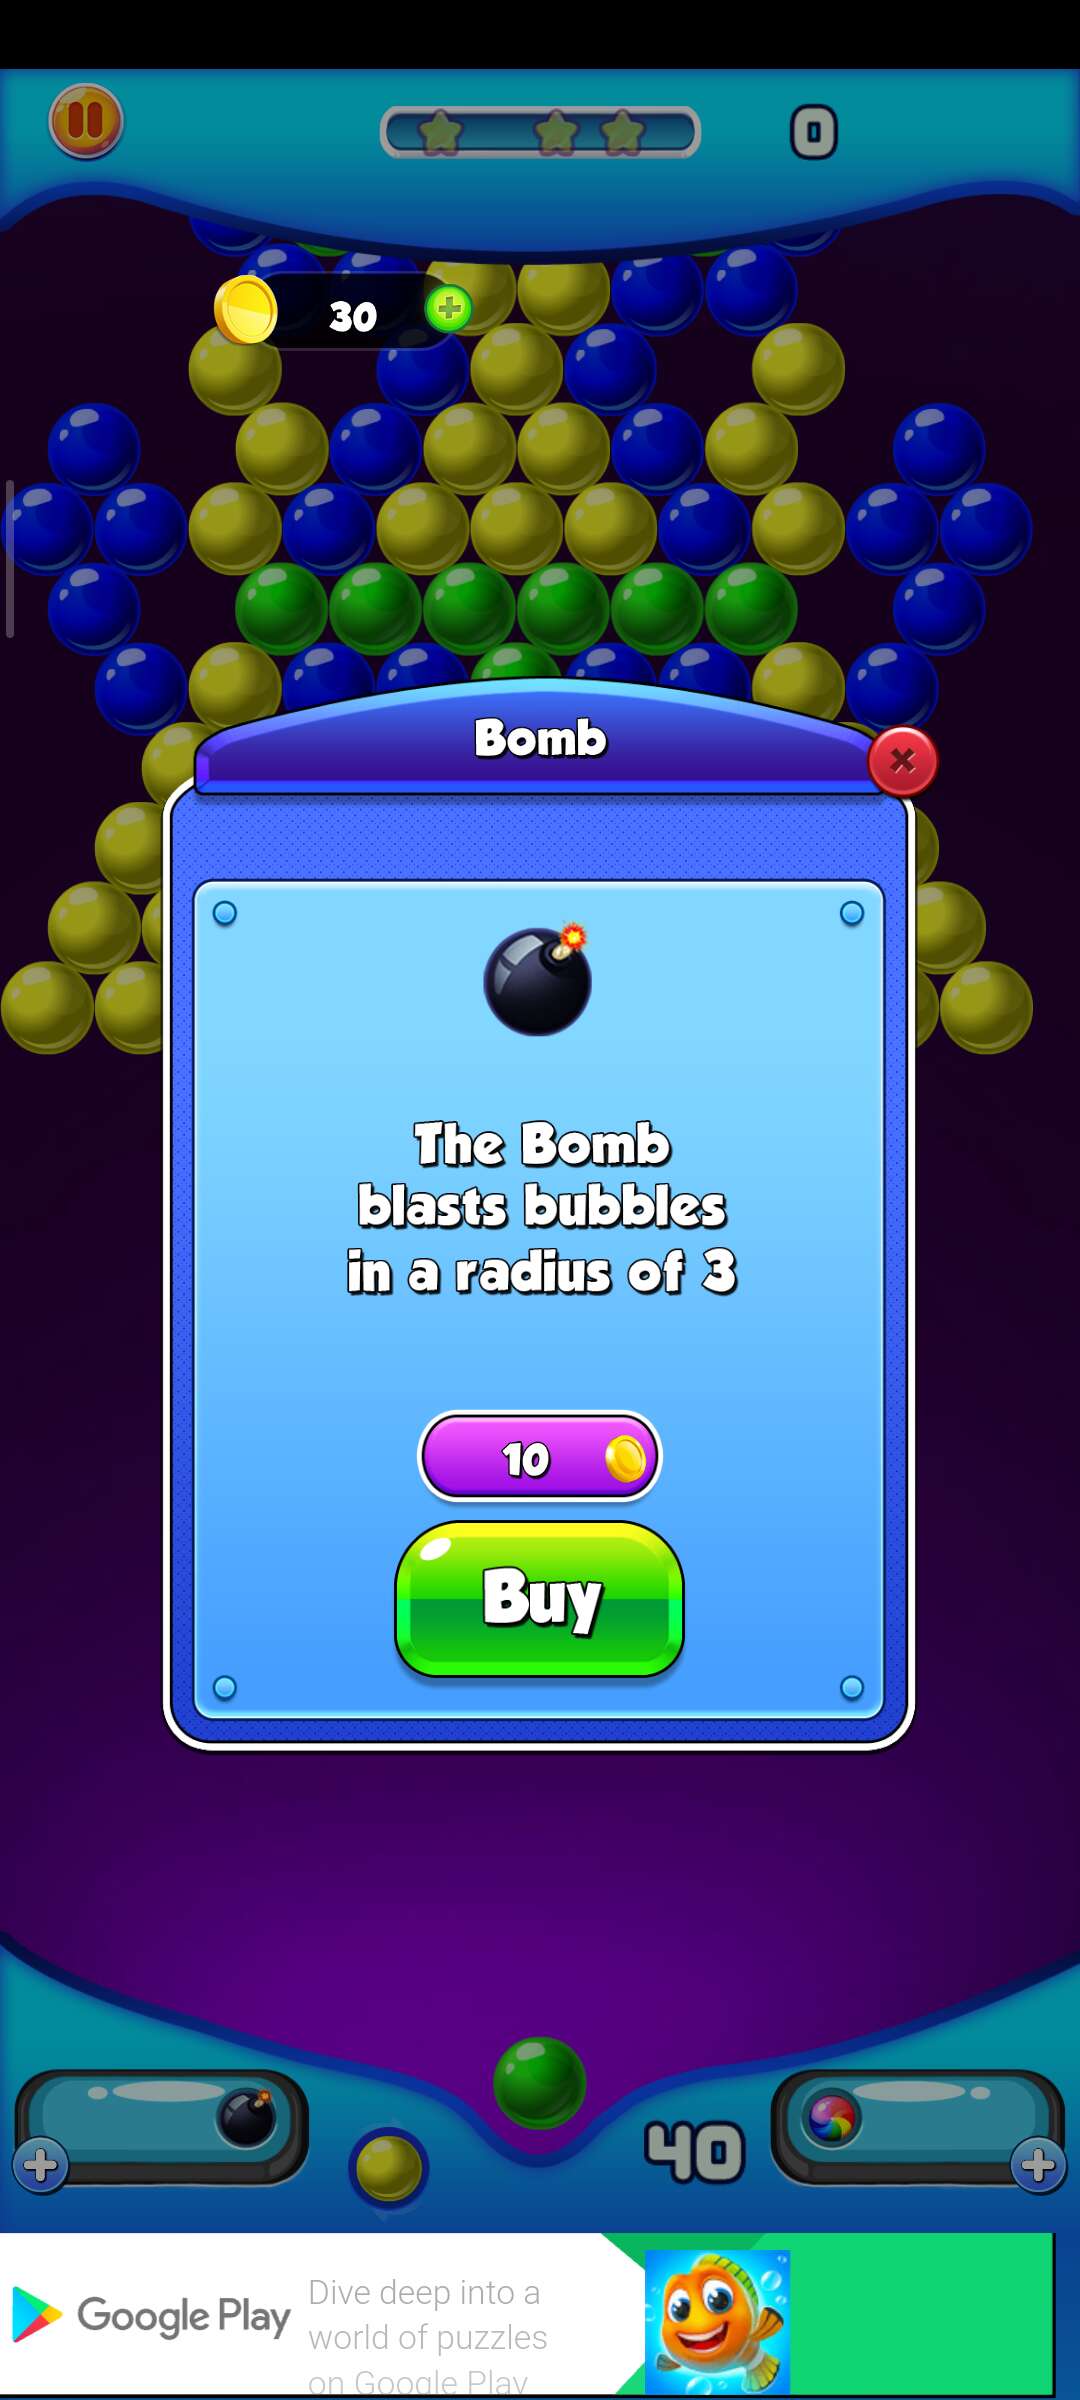 0
30
Bomb
The Bomb
blasts bubbles
in a radius of 3
10
Buy
40
Google Play
Dive deep into a
world of puzzles
on Google Play